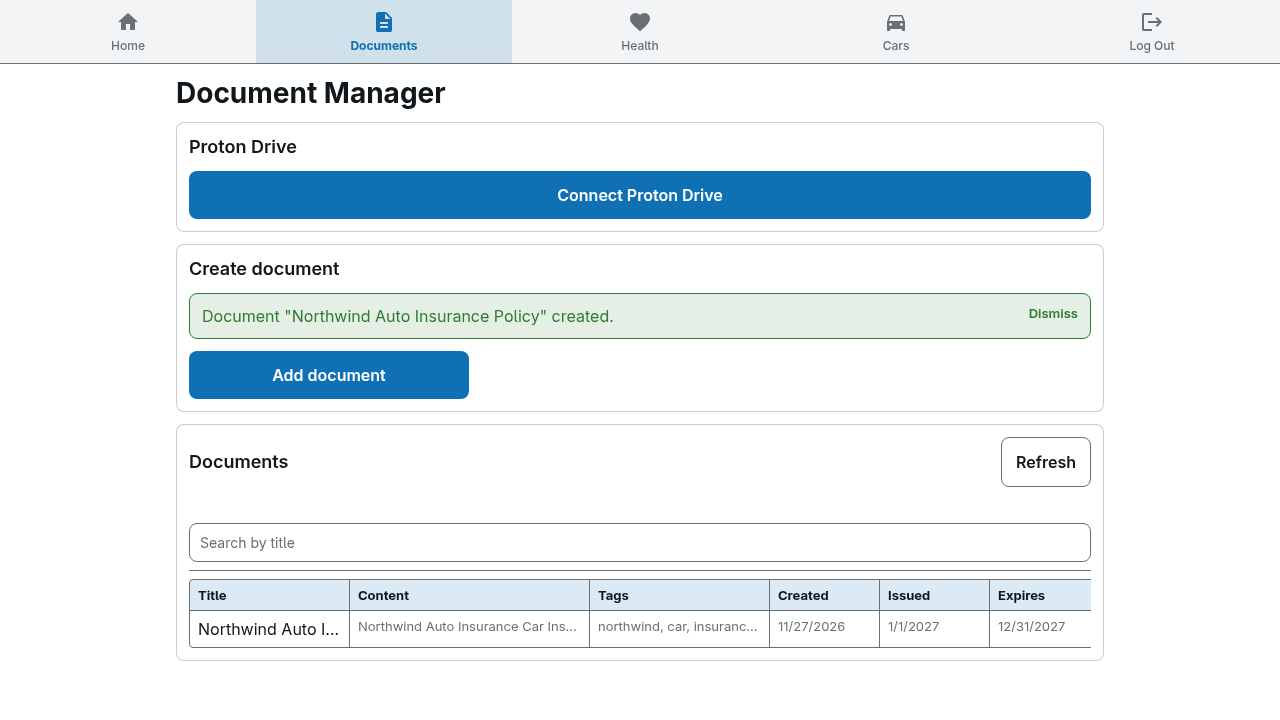 Home
Documents
Health
Cars
Log Out
Document Manager
Proton Drive
Connect Proton Drive
Create document
Document "Northwind Auto Insurance Policy" created.
Dismiss
Add document
Documents
Refresh
Search by title
Title Content Tags Created Issued Expires
Northwind Auto I... Northwind Auto Insurance Car Ins... northwind, car, insuranc... 11/27/2026 1/1/2027 12/31/2027